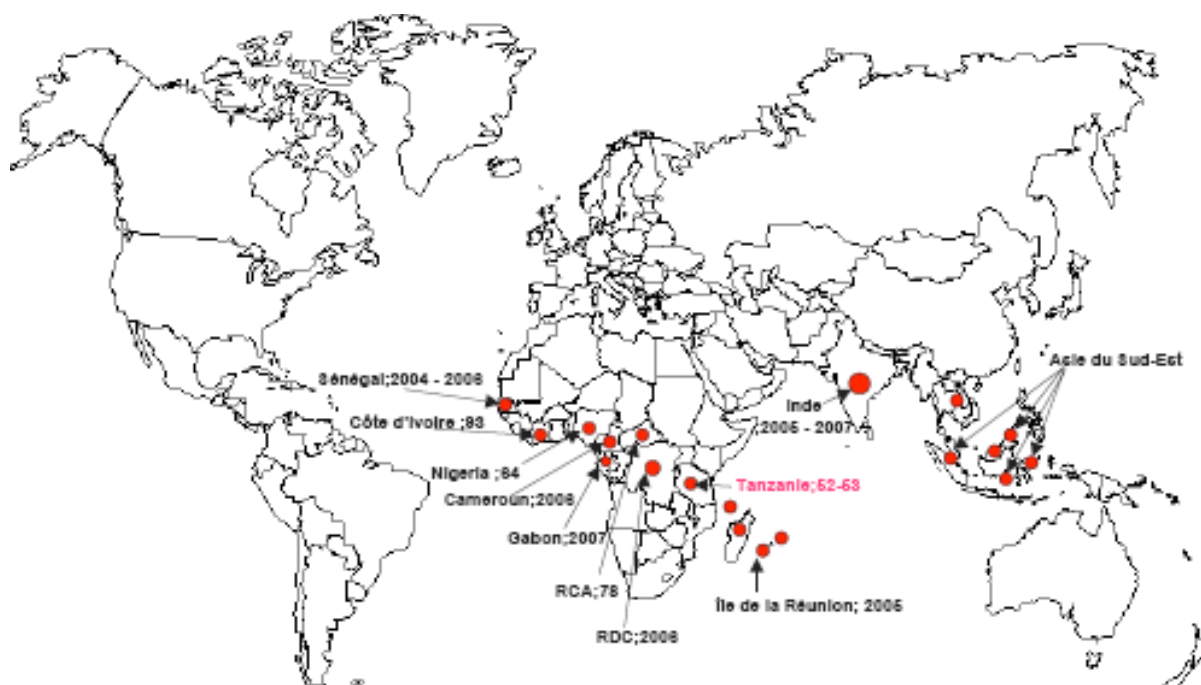 Asie du Sud-Est
Sénégal;2004 - 2006
Inde
;2005 - 2007
Côte d'Ivoire ;93
Nigeria ;64
Tanzanie;52-53
Cameroun;2006
Gabon;2007
RCA;78
Île de la Réunion; 2005
RDC;2006